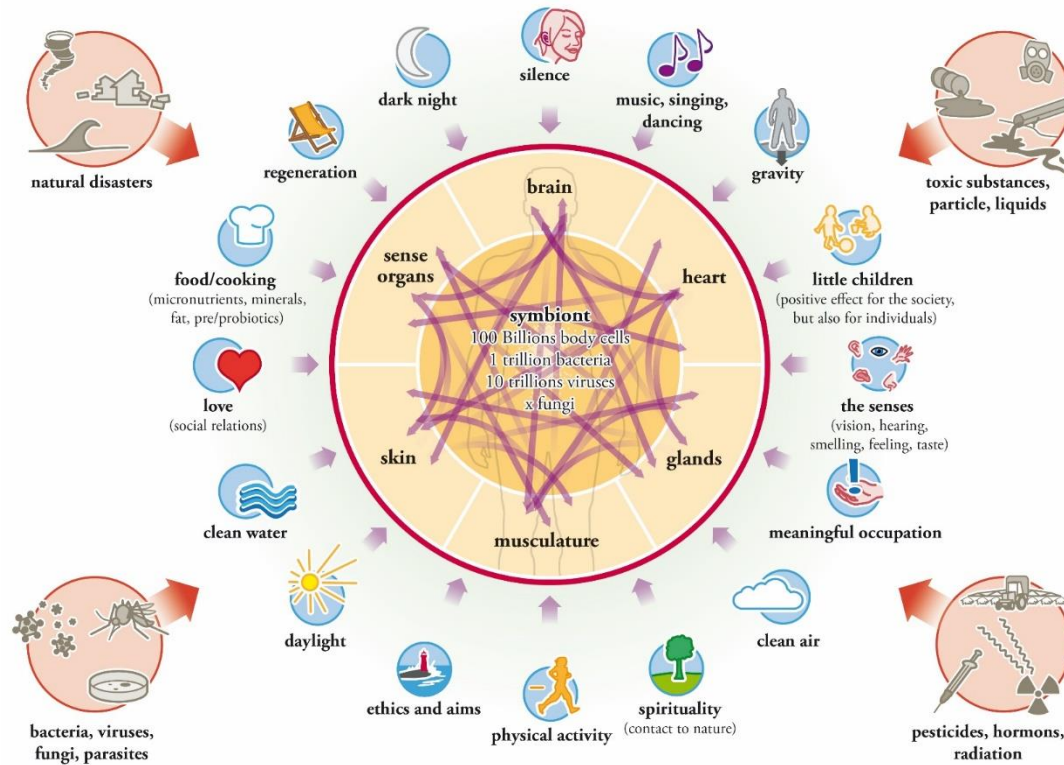 silence
dark night
music, singing,
dancing
natural disasters
regeneration
gravity
toxic substances,
particle, liquids
brain
food/cooking
(micronutrients, minerals,
fat, pre/probiotics)
sense
organs
heart
little children
(positive effect for the society,
but also for individuals)
symbiont
100 Billions body cells
1 trillion bacteria
10 trillions viruses
x fungi
love
(social relations)
the senses
(vision, hearing,
smelling, feeling, taste)
skin
glands
clean water
meaningful occupation
musculature
daylight
clean air
ethics and aims
physical activity
spirituality
(contact to nature)
bacteria, viruses,
fungi, parasites
pesticides, hormons,
radiation